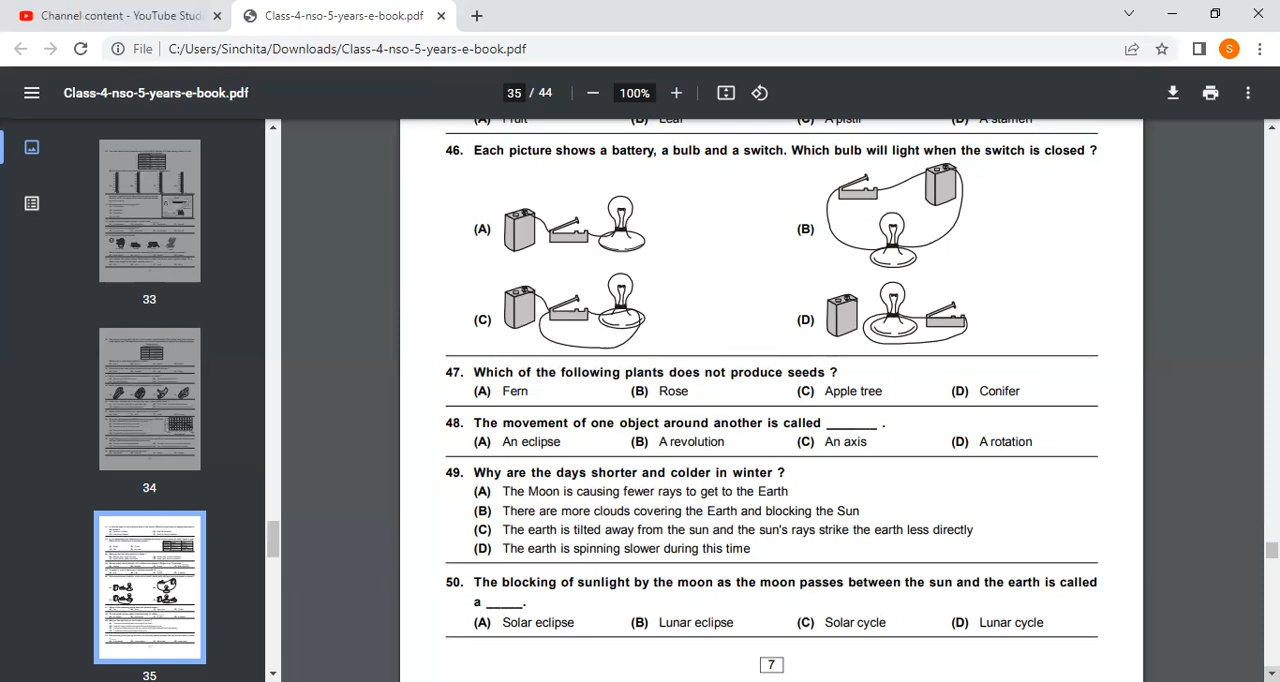 Channel content - YouTube Stud
Class-4-nso-5-years-e-book.pdf
File
C:/Users/Sinchita/Downloads/Class-4-nso-5-years-e-book.pdf
S
Class-4-nso-5-years-e-book.pdf
35 / 44
100%
(A) Fruit (B) Leaf (C) A pistil (D) A stamen
46. Each picture shows a battery, a bulb and a switch. Which bulb will light when the switch is closed ?
(A)
(B)
(C)
(D)
47. Which of the following plants does not produce seeds ?
(A) Fern (B) Rose (C) Apple tree (D) Conifer
48. The movement of one object around another is called _______ .
(A) An eclipse (B) A revolution (C) An axis (D) A rotation
49. Why are the days shorter and colder in winter ?
(A) The Moon is causing fewer rays to get to the Earth
(B) There are more clouds covering the Earth and blocking the Sun
(C) The earth is tilted away from the sun and the sun's rays strike the earth less directly
(D) The earth is spinning slower during this time
50. The blocking of sunlight by the moon as the moon passes between the sun and the earth is called
a _____.
(A) Solar eclipse (B) Lunar eclipse (C) Solar cycle (D) Lunar cycle
7
33
34
35